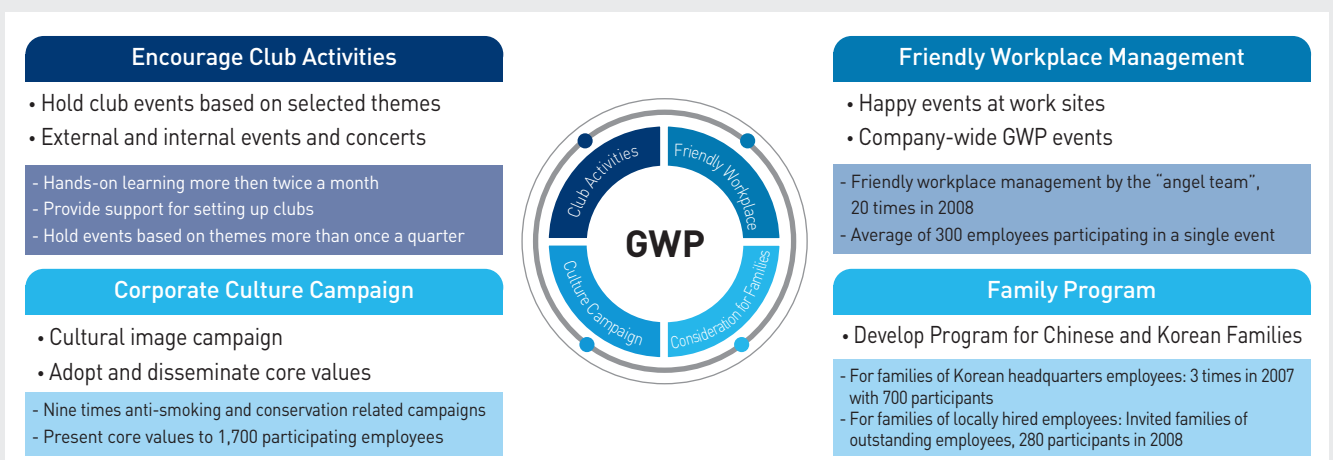 Encourage Club Activities
• Hold club events based on selected themes
• External and internal events and concerts
- Hands-on learning more then twice a month
- Provide support for setting up clubs
- Hold events based on themes more than once a quarter
Corporate Culture Campaign
• Cultural image campaign
• Adopt and disseminate core values
- Nine times anti-smoking and conservation related campaigns
- Present core values to 1,700 participating employees
Club Activities
Friendly Workplace
GWP
Culture Campaign
Consideration for Families
Friendly Workplace Management
• Happy events at work sites
• Company-wide GWP events
- Friendly workplace management by the “angel team”,
20 times in 2008
- Average of 300 employees participating in a single event
Family Program
• Develop Program for Chinese and Korean Families
- For families of Korean headquarters employees: 3 times in 2007
with 700 participants
- For families of locally hired employees: Invited families of
outstanding employees, 280 participants in 2008